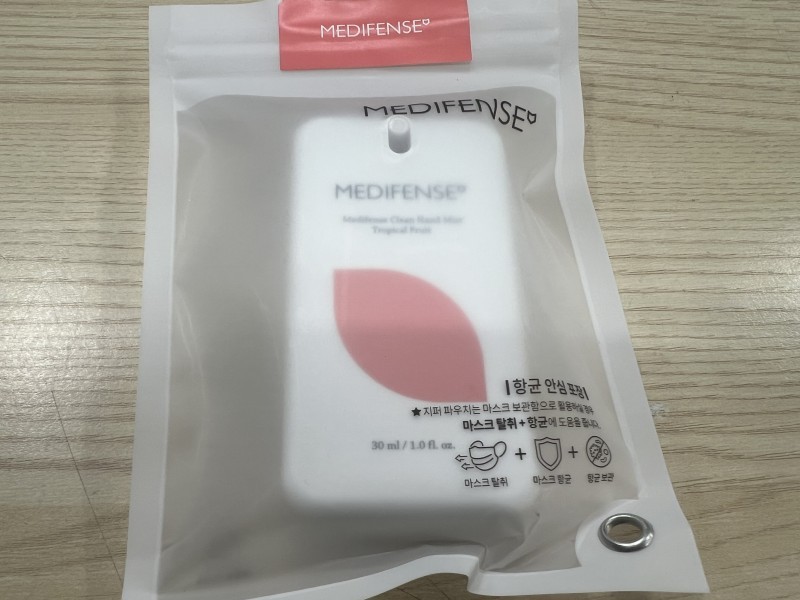 MEDIFENSE
MEDIFENSE
MEDIFENSE
Medifense Clean Hand Mist
Tropical Fruit
항균 안심 포장
★ 지퍼 파우치는 마스크 보관함으로 활용하실 경우
마스크 탈취 + 항균에 도움을 줍니다.
30 ml / 1.0 fl. oz.
+ +
마스크 탈취 마스크 항균 항균 보관